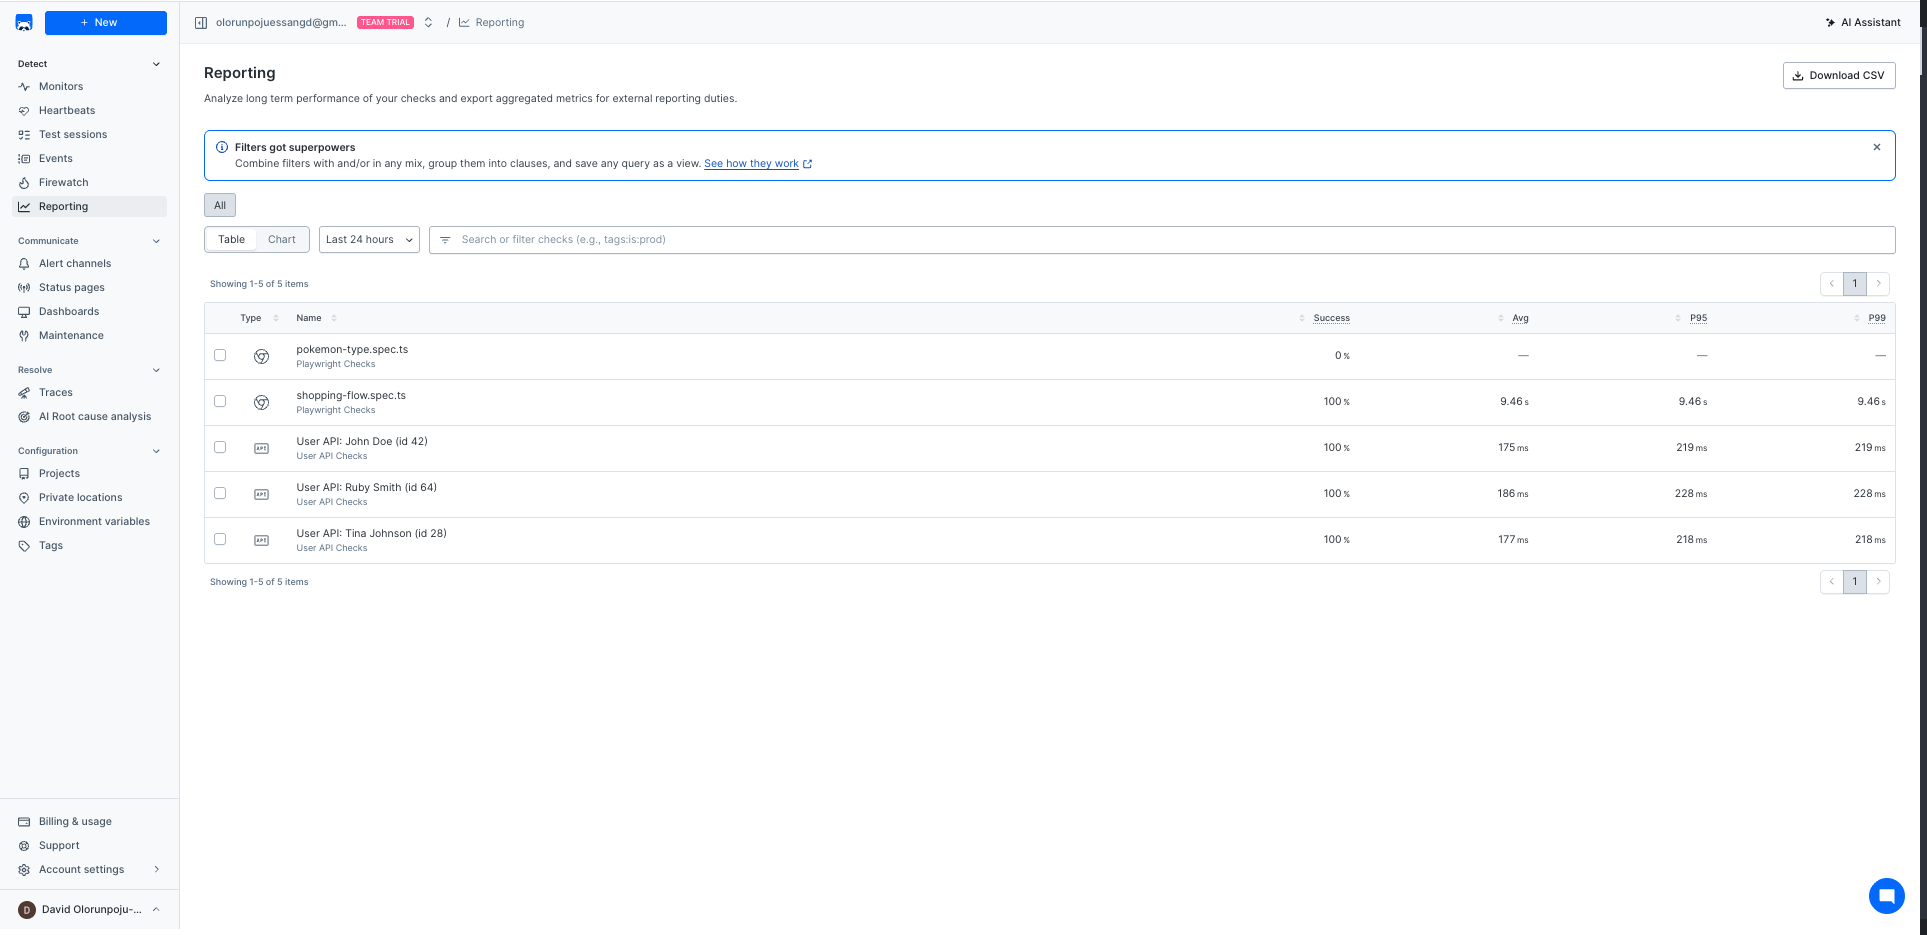 + New
olorunpojuessangd@gm... TEAM TRIAL / Reporting
AI Assistant
Detect
Monitors
Heartbeats
Test sessions
Events
Firewatch
Reporting
Communicate
Alert channels
Status pages
Dashboards
Maintenance
Resolve
Traces
AI Root cause analysis
Configuration
Projects
Private locations
Environment variables
Tags
Billing & usage
Support
Account settings
D David Olorunpoju-...
Reporting
Download CSV
Analyze long term performance of your checks and export aggregated metrics for external reporting duties.
Filters got superpowers
Combine filters with and/or in any mix, group them into clauses, and save any query as a view. See how they work
All
Table Chart Last 24 hours Search or filter checks (e.g., tags:is:prod)
Showing 1-5 of 5 items 1
Type Name Success Avg P95 P99
pokemon-type.spec.ts
Playwright Checks
0 % — — —
shopping-flow.spec.ts
Playwright Checks
100 % 9.46 s 9.46 s 9.46 s
API User API: John Doe (id 42)
User API Checks
100 % 175 ms 219 ms 219 ms
API User API: Ruby Smith (id 64)
User API Checks
100 % 186 ms 228 ms 228 ms
API User API: Tina Johnson (id 28)
User API Checks
100 % 177 ms 218 ms 218 ms
Showing 1-5 of 5 items 1